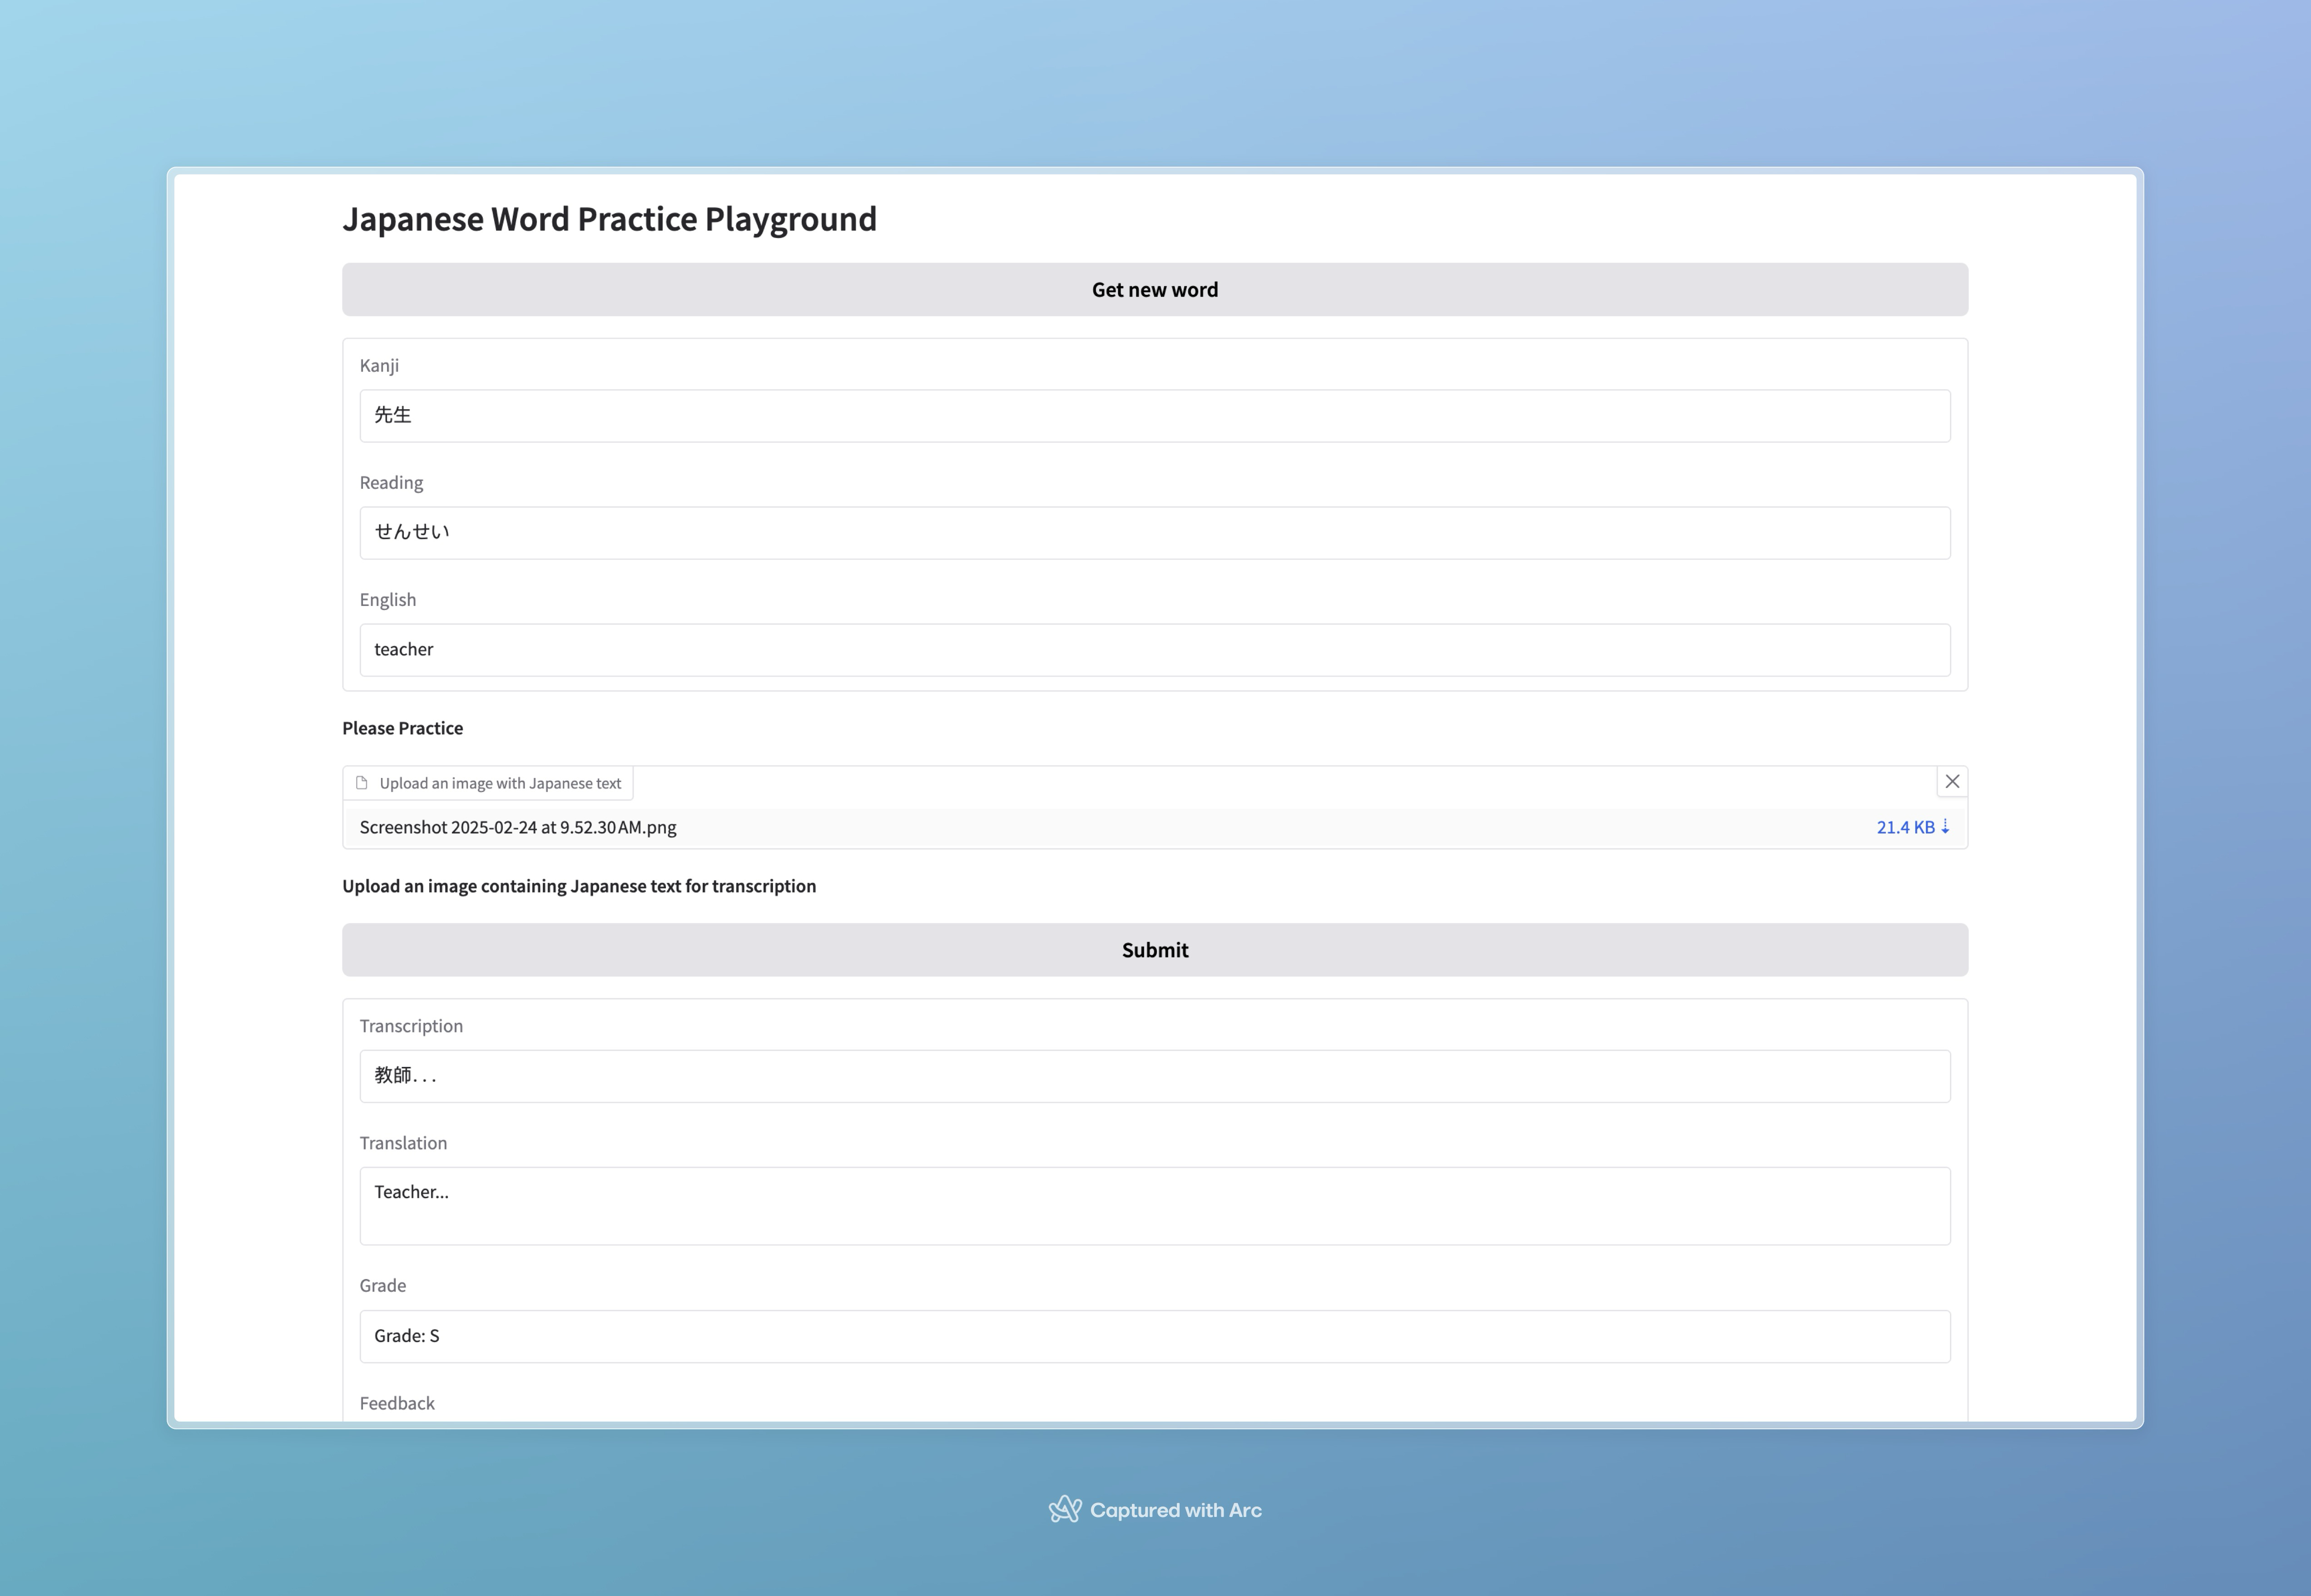 Japanese Word Practice Playground
Get new word
Kanji
先生
Reading
せんせい
English
teacher
Please Practice
Upload an image with Japanese text
Screenshot 2025-02-24 at 9.52.30 AM.png 21.4 KB ⇣
Upload an image containing Japanese text for transcription
Submit
Transcription
教師...
Translation
Teacher...
Grade
Grade: S
Feedback
Captured with Arc